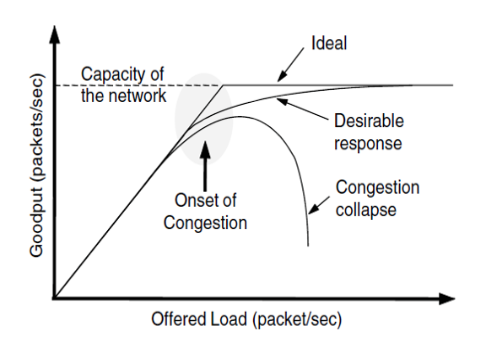 Ideal
Capacity of
the network
Desirable
response
Onset of
Congestion
Congestion
collapse
Goodput (packets/sec)
Offered Load (packet/sec)